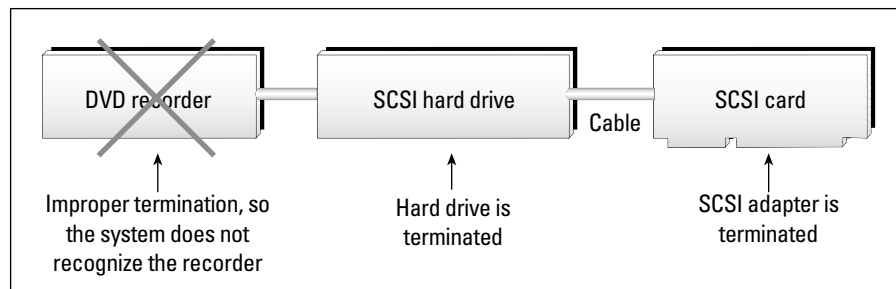 DVD recorder
SCSI hard drive
SCSI card
Cable
Improper termination, so
the system does not
recognize the recorder
Hard drive is
terminated
SCSI adapter is
terminated